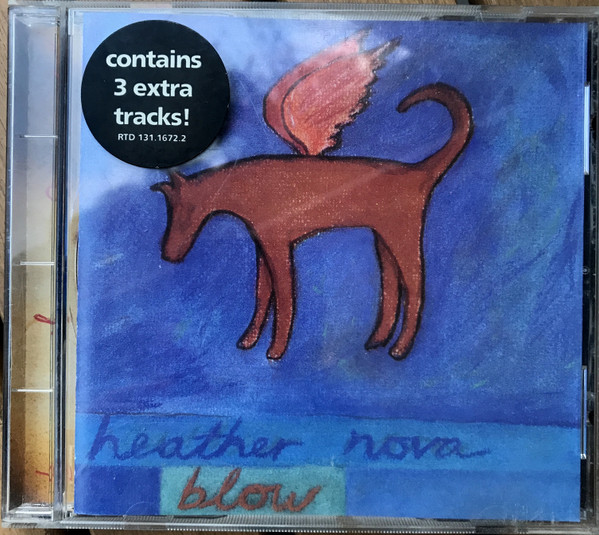 contains
3 extra
tracks!
RTD 131.1672.2
heather nova
blow